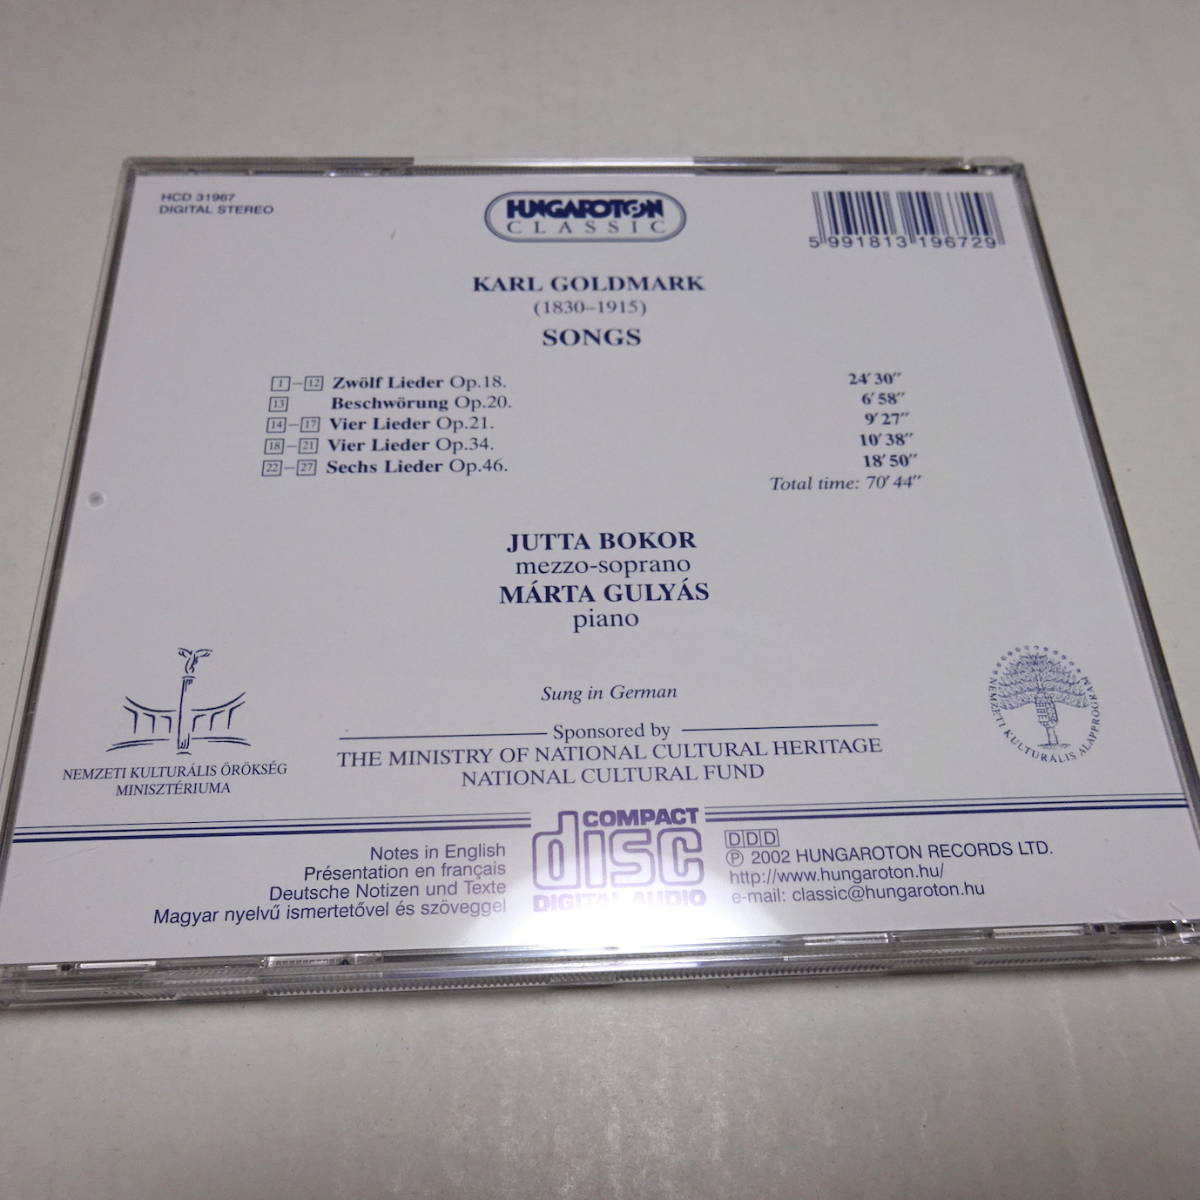 HCD 31967
DIGITAL STEREO
HUNGAROTON
CLASSIC
5 991813 196729
KARL GOLDMARK
(1830–1915)
SONGS
1 – 12 Zwölf Lieder Op.18. 24′30″
13 Beschwörung Op.20. 6′58″
14 – 17 Vier Lieder Op.21. 9′27″
18 – 21 Vier Lieder Op.34. 10′38″
22 – 27 Sechs Lieder Op.46. 18′50″
Total time: 70′44″
JUTTA BOKOR
mezzo-soprano
MÁRTA GULYÁS
piano
Sung in German
Sponsored by
THE MINISTRY OF NATIONAL CULTURAL HERITAGE
NATIONAL CULTURAL FUND
NEMZETI KULTURÁLIS ÖRÖKSÉG
MINISZTÉRIUMA
NEMZETI KULTURÁLIS ALAPPROGRAM
Notes in English
Présentation en français
Deutsche Notizen und Texte
Magyar nyelvű ismertetővel és szöveggel
COMPACT
disc
DIGITAL AUDIO
DDD
℗ 2002 HUNGAROTON RECORDS LTD.
http://www.hungaroton.hu/
e-mail: classic@hungaroton.hu